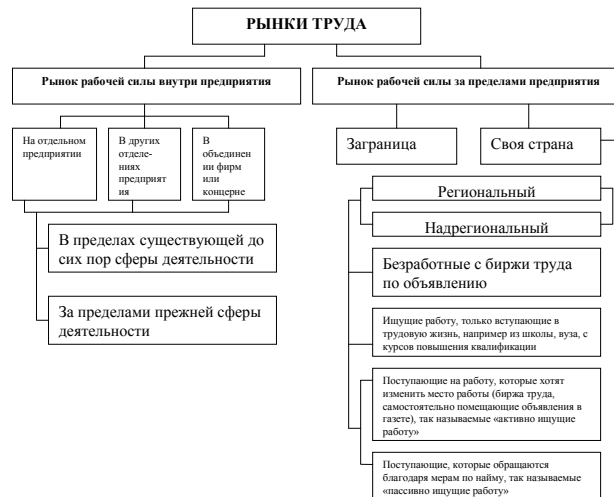 РЫНКИ ТРУДА
Рынок рабочей силы внутри предприятия
Рынок рабочей силы за пределами предприятия
На отдельном
предприятии
В других
отделе-
ниях
предприят
ия
В
объединен
ии фирм
или
концерне
Заграница
Своя страна
В пределах существующей до
сих пор сферы деятельности
За пределами прежней сферы
деятельности
Региональный
Надрегиональный
Безработные с биржи труда
по объявлению
Ищущие работу, только вступающие в
трудовую жизнь, например из школы, вуза, с
курсов повышения квалификации
Поступающие на работу, которые хотят
изменить место работы (биржа труда,
самостоятельно помещающие объявления в
газете), так называемые «активно ищущие
работу»
Поступающие, которые обращаются
благодаря мерам по найму, так называемые
«пассивно ищущие работу»